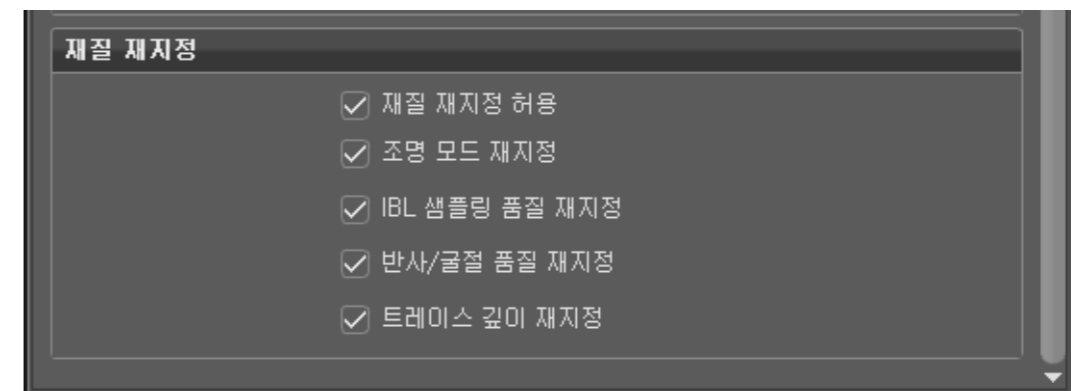 재질 재지정
재질 재지정 허용
조명 모드 재지정
IBL 샘플링 품질 재지정
반사/굴절 품질 재지정
트레이스 깊이 재지정